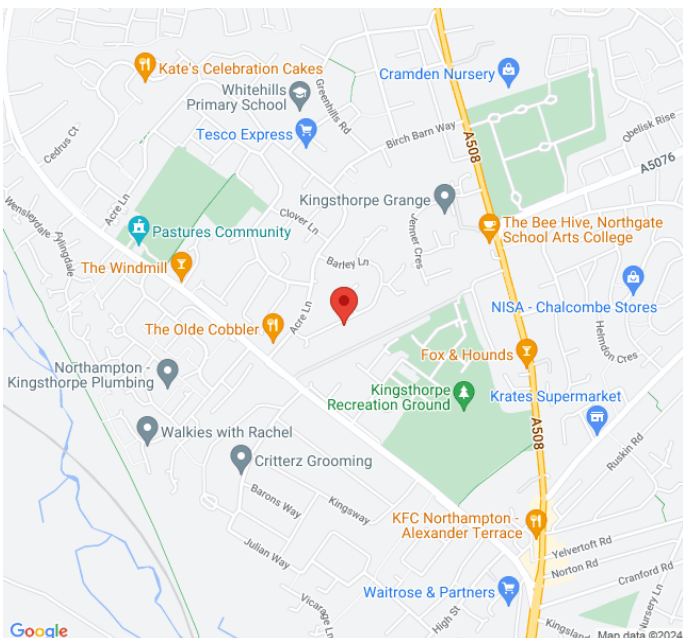 Kate's Celebration Cakes
Cramden Nursery
Whitehills
Primary School
Greenhills Rd
Tesco Express
Birch Barn Way
A508
Obelisk Rise
Cedrus Ct
A5076
Acre Ln
Kingsthorpe Grange
Wensleydale
Aylingdale
Clover Ln
Pastures Community
Vennet Cres
The Bee Hive, Northgate
School Arts College
The Windmill
Barley Ln
NISA - Chalcombe Stores
The Olde Cobbler
Acre Ln
Helmdon Cres
Northampton -
Kingsthorpe Plumbing
Fox & Hounds
Kingsthorpe
Recreation Ground
Krates Supermarket
Walkies with Rachel
A508
Critterz Grooming
Ruskin Rd
Barons Way
Kingsway
KFC Northampton -
Alexander Terrace
Julian Way
Yelvertoft Rd
Norton Rd
Cranford Rd
Waitrose & Partners
Vicarage Ln
High St
Nursery Ln
Google
Map data ©2024